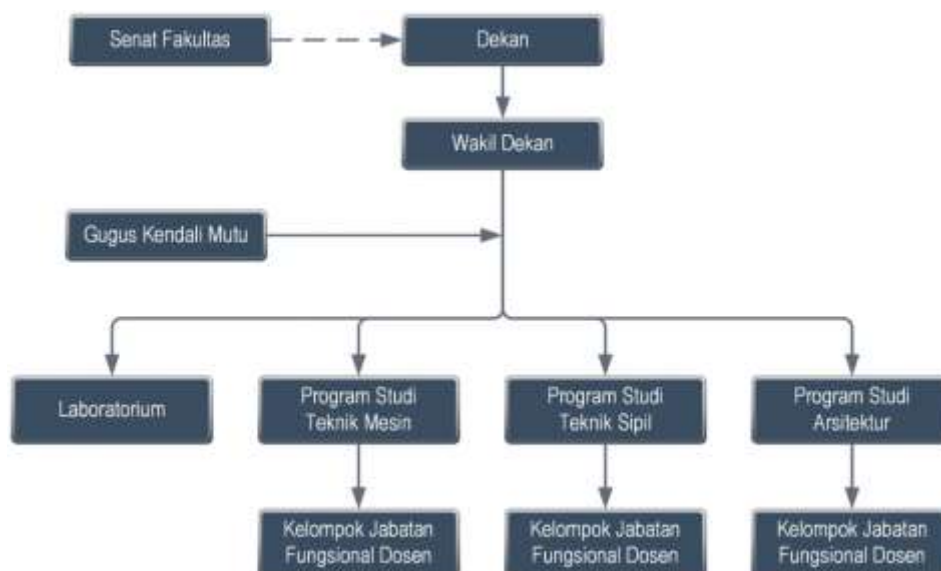 Senat Fakultas
Dekan
Wakil Dekan
Gugus Kendali Mutu
Laboratorium
Program Studi
Teknik Mesin
Program Studi
Teknik Sipil
Program Studi
Arsitektur
Kelompok Jabatan
Fungsional Dosen
Kelompok Jabatan
Fungsional Dosen
Kelompok Jabatan
Fungsional Dosen